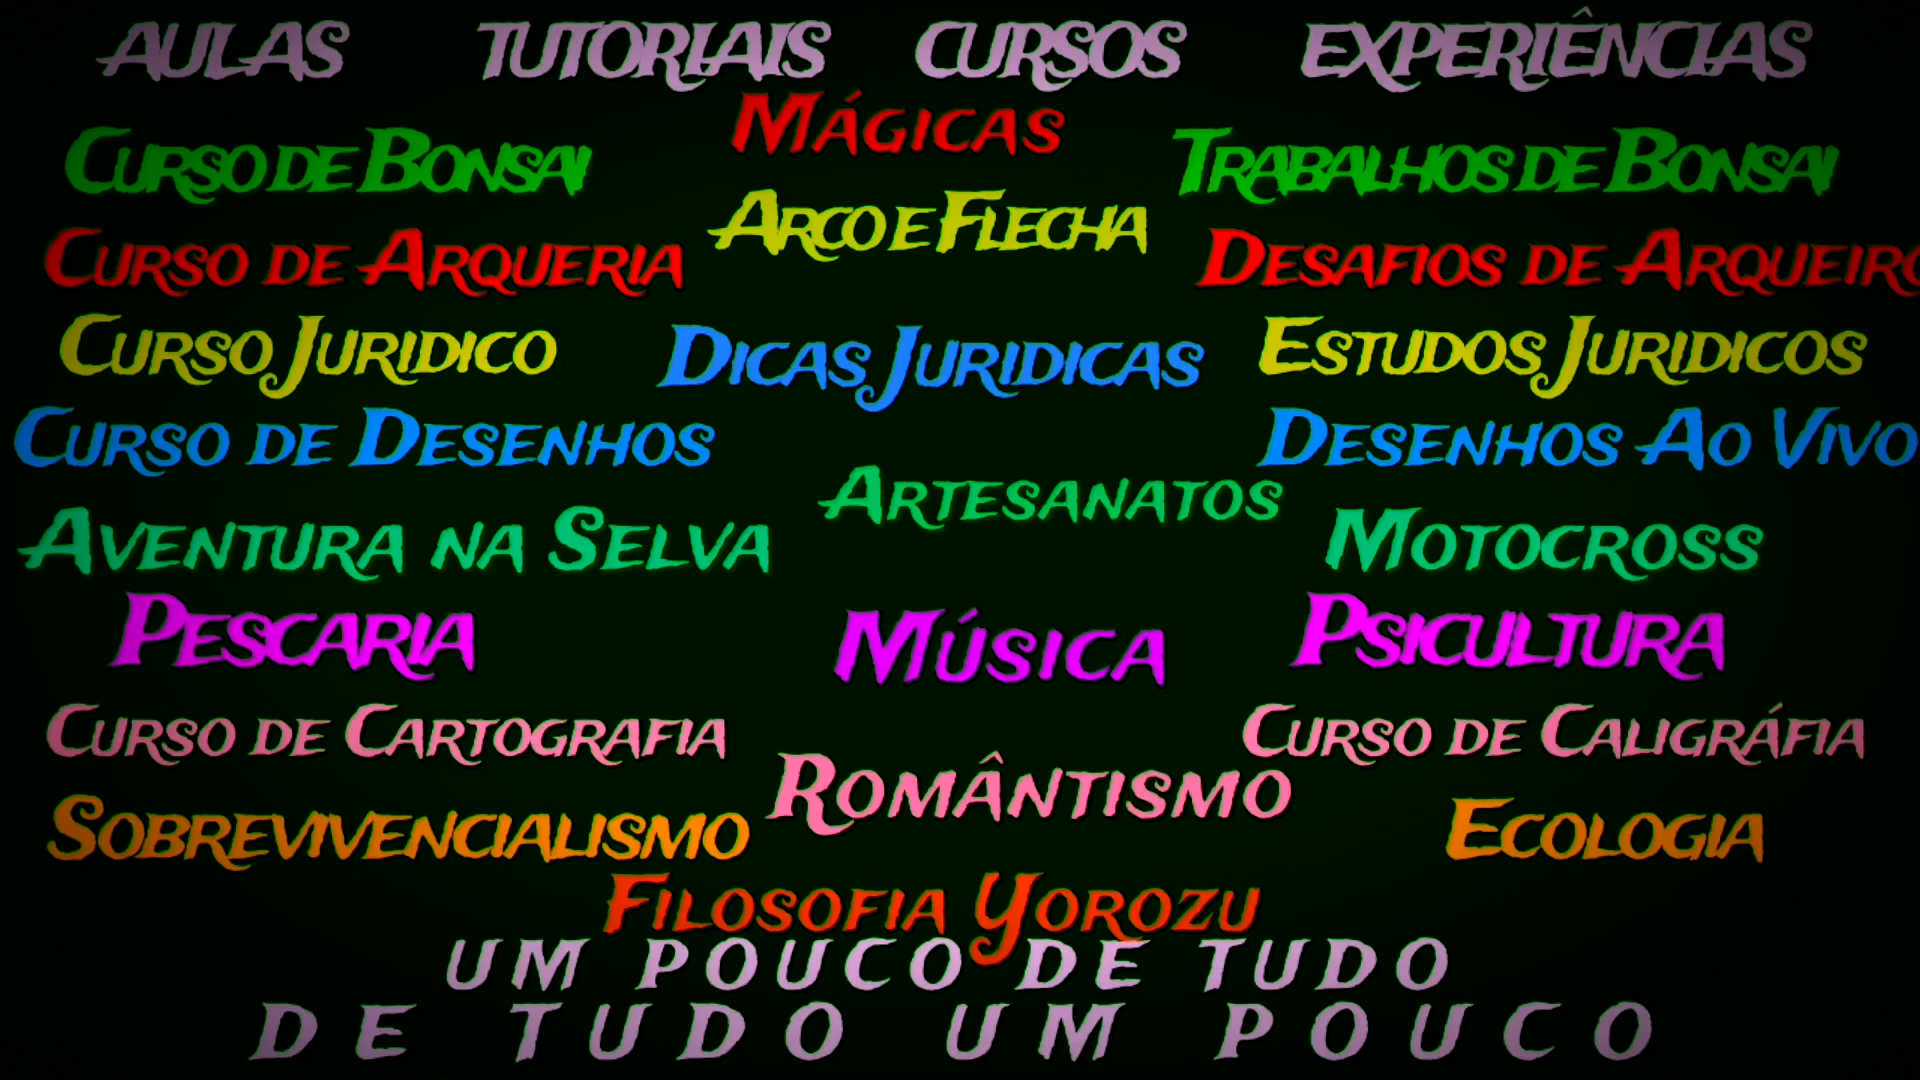 AULAS TUTORIAIS CURSOS EXPERIÊNCIAS
MÁGICAS
CURSO DE BONSAI TRABALHOS DE BONSAI
ARCO E FLECHA
CURSO DE ARQUERIA DESAFIOS DE ARQUEIRO
CURSO JURIDICO DICAS JURIDICAS ESTUDOS JURIDICOS
CURSO DE DESENHOS DESENHOS AO VIVO
ARTESANATOS
AVENTURA NA SELVA MOTOCROSS
PESCARIA MÚSICA PSICULTURA
CURSO DE CARTOGRAFIA CURSO DE CALIGRÁFIA
ROMÂNTISMO
SOBREVIVENCIALISMO ECOLOGIA
FILOSOFIA YOROZU
UM POUCO DE TUDO
DE TUDO UM POUCO